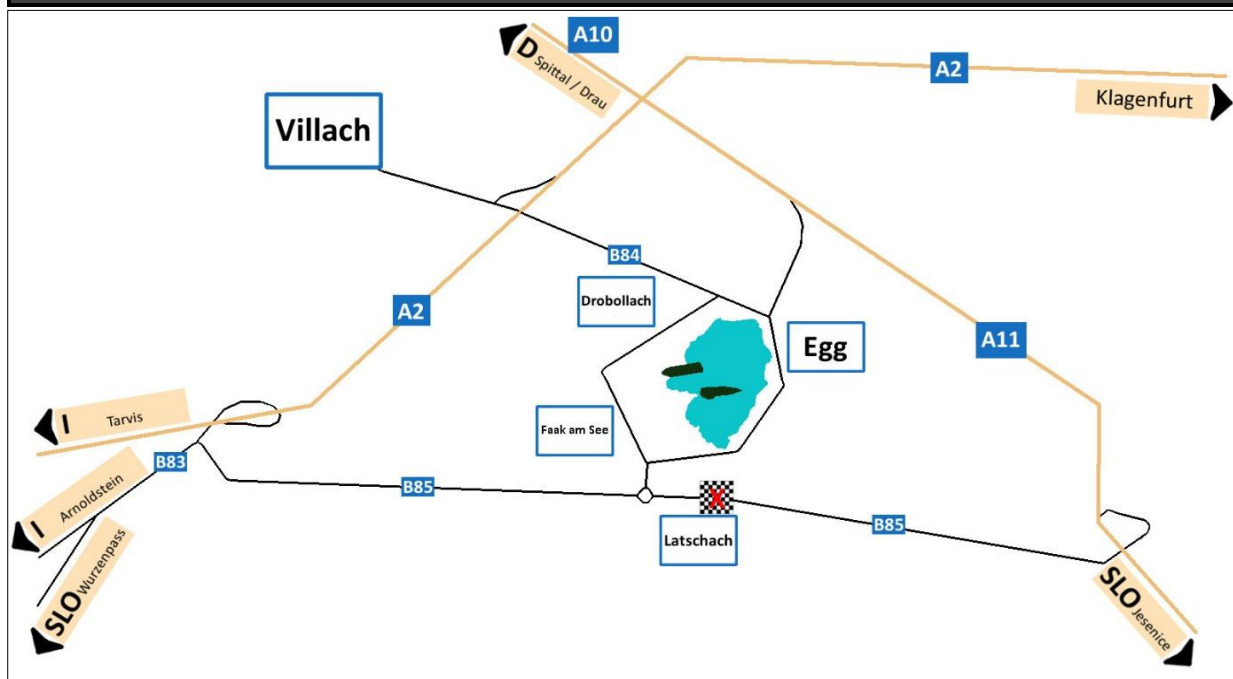 A10
D Spittal / Drau
A2
Klagenfurt
Villach
B84
Drobollach
A2
Egg
A11
I Tarvis
Faak am See
B83
B85
X
I Arnoldstein
Latschach
B85
SLO Wurzenpass
SLO Jesenice